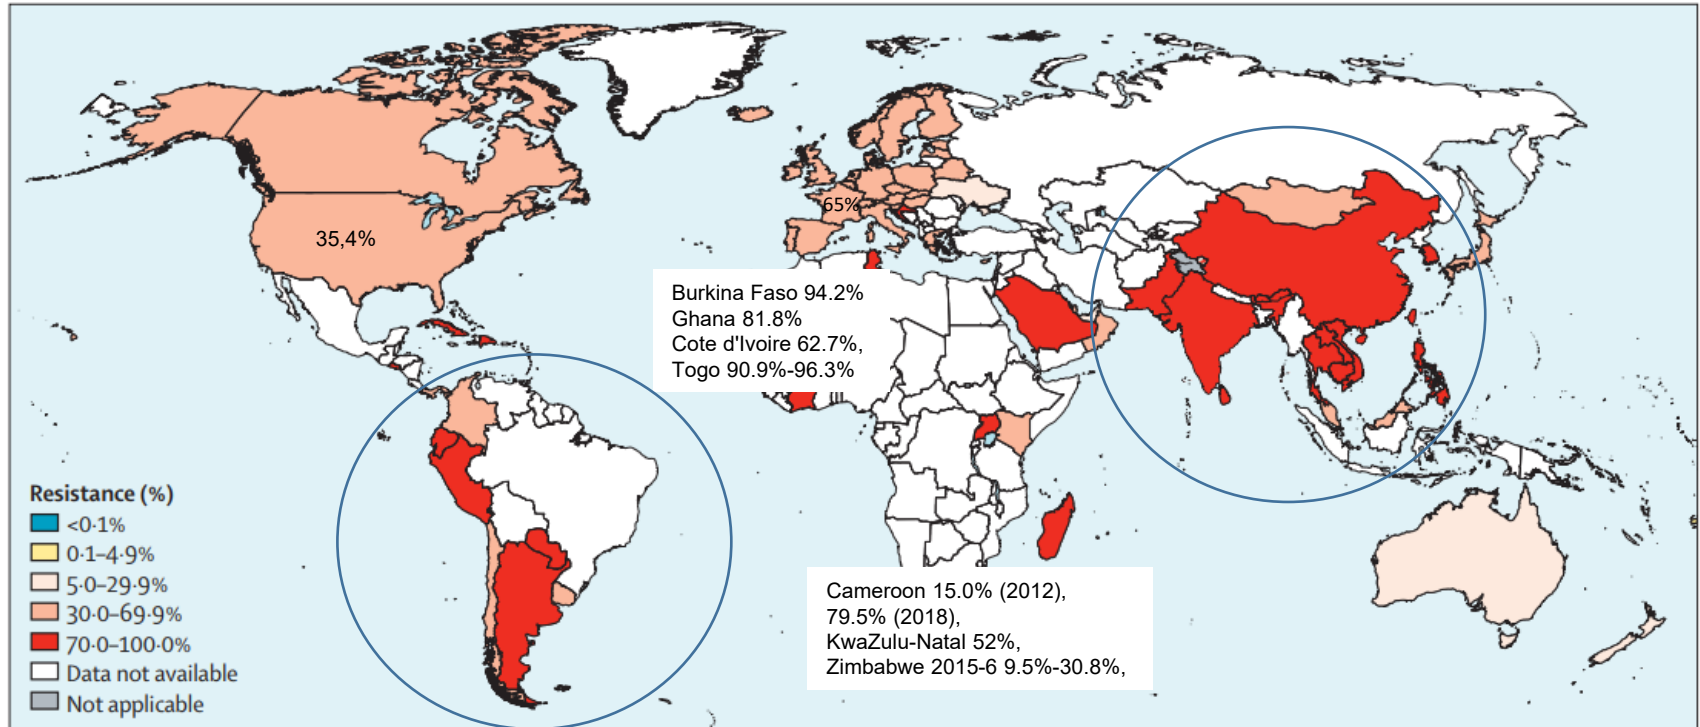 35,4%
65%
Burkina Faso 94.2%
Ghana 81.8%
Cote d'Ivoire 62.7%,
Togo 90.9%-96.3%
Cameroon 15.0% (2012),
79.5% (2018),
KwaZulu-Natal 52%,
Zimbabwe 2015-6 9.5%-30.8%,
Resistance (%)
<0·1%
0·1–4·9%
5·0–29·9%
30·0–69·9%
70·0–100·0%
Data not available
Not applicable